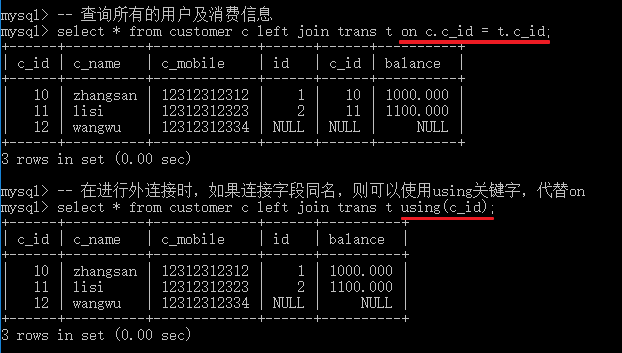 mysql> -- 查询所有的用户及消费信息
mysql> select * from customer c left join trans t on c.c_id = t.c_id;
+------+----------+-------------+------+------+----------+
| c_id | c_name | c_mobile | id | c_id | balance |
+------+----------+-------------+------+------+----------+
| 10 | zhangsan | 12312312312 | 1 | 10 | 1000.000 |
| 11 | lisi | 12312312323 | 2 | 11 | 1100.000 |
| 12 | wangwu | 12312312334 | NULL | NULL | NULL |
+------+----------+-------------+------+------+----------+
3 rows in set (0.00 sec)
mysql> -- 在进行外连接时，如果连接字段同名，则可以使用using关键字，代替on
mysql> select * from customer c left join trans t using(c_id);
+------+----------+-------------+------+----------+
| c_id | c_name | c_mobile | id | balance |
+------+----------+-------------+------+----------+
| 10 | zhangsan | 12312312312 | 1 | 1000.000 |
| 11 | lisi | 12312312323 | 2 | 1100.000 |
| 12 | wangwu | 12312312334 | NULL | NULL |
+------+----------+-------------+------+----------+
3 rows in set (0.00 sec)